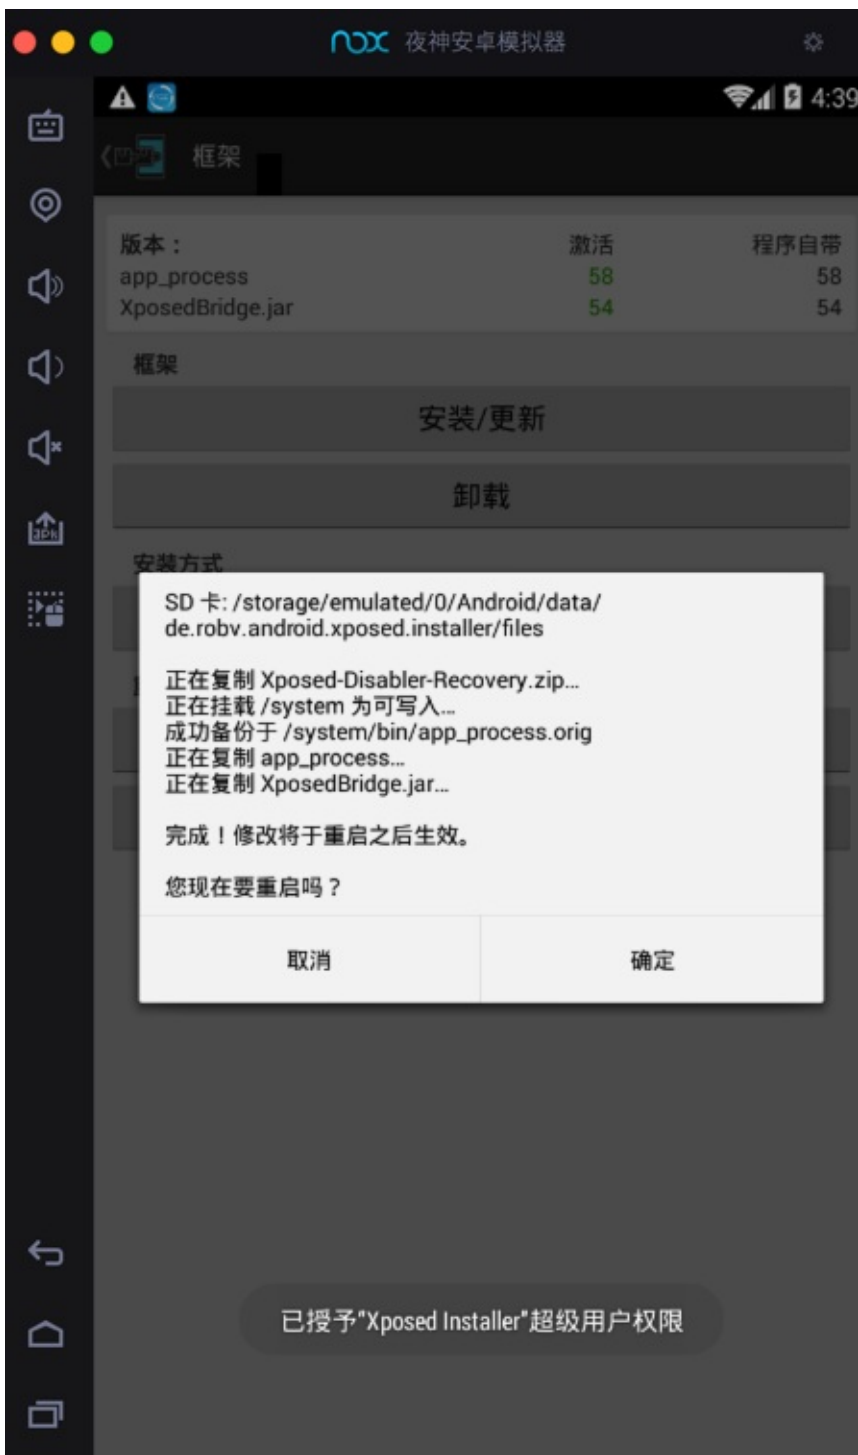 nox 夜神安卓模拟器
4:39
框架
版本： 激活 程序自带
app_process 58 58
XposedBridge.jar 54 54
框架
安装/更新
卸载
安装方式
SD 卡: /storage/emulated/0/Android/data/
de.robv.android.xposed.installer/files
正在复制 Xposed-Disabler-Recovery.zip...
正在挂载 /system 为可写入...
成功备份于 /system/bin/app_process.orig
正在复制 app_process...
正在复制 XposedBridge.jar...
完成！修改将于重启之后生效。
您现在要重启吗？
取消 确定
已授予"Xposed Installer"超级用户权限